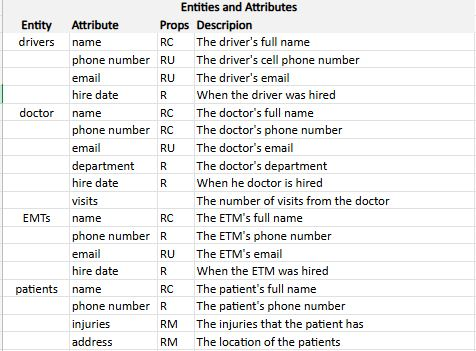 Entities and Attributes
Entity Attribute Props Descripion
drivers name RC The driver's full name
phone number RU The driver's cell phone number
email RU The driver's email
hire date R When the driver was hired
doctor name RC The doctor's full name
phone number RC The doctor's phone number
email RU The doctor's email
department R The doctor's department
hire date R When he doctor is hired
visits The number of visits from the doctor
EMTs name RC The ETM's full name
phone number R The ETM's phone number
email RU The ETM's email
hire date R When the ETM was hired
patients name RC The patient's full name
phone number R The patient's phone number
injuries RM The injuries that the patient has
address RM The location of the patients